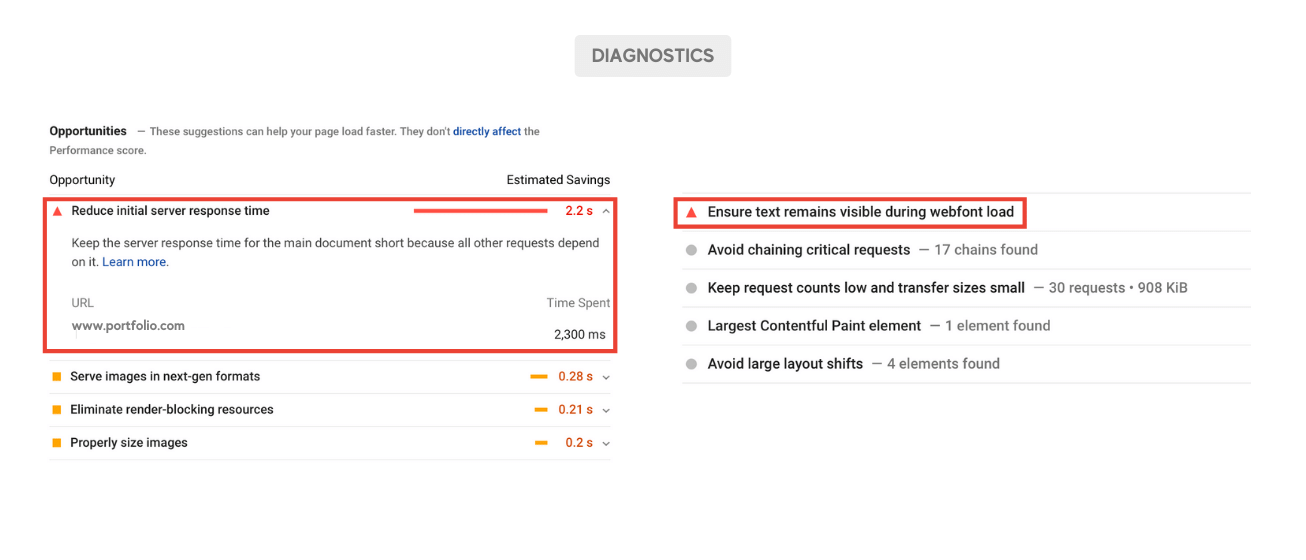 DIAGNOSTICS
Opportunities — These suggestions can help your page load faster. They don't directly affect the
Performance score.
Opportunity Estimated Savings
Reduce initial server response time 2.2 s
Keep the server response time for the main document short because all other requests depend
on it. Learn more.
URL Time Spent
www.portfolio.com
2,300 ms
Serve images in next-gen formats 0.28 s
Eliminate render-blocking resources 0.21 s
Properly size images 0.2 s
Ensure text remains visible during webfont load
Avoid chaining critical requests — 17 chains found
Keep request counts low and transfer sizes small — 30 requests • 908 KiB
Largest Contentful Paint element — 1 element found
Avoid large layout shifts — 4 elements found